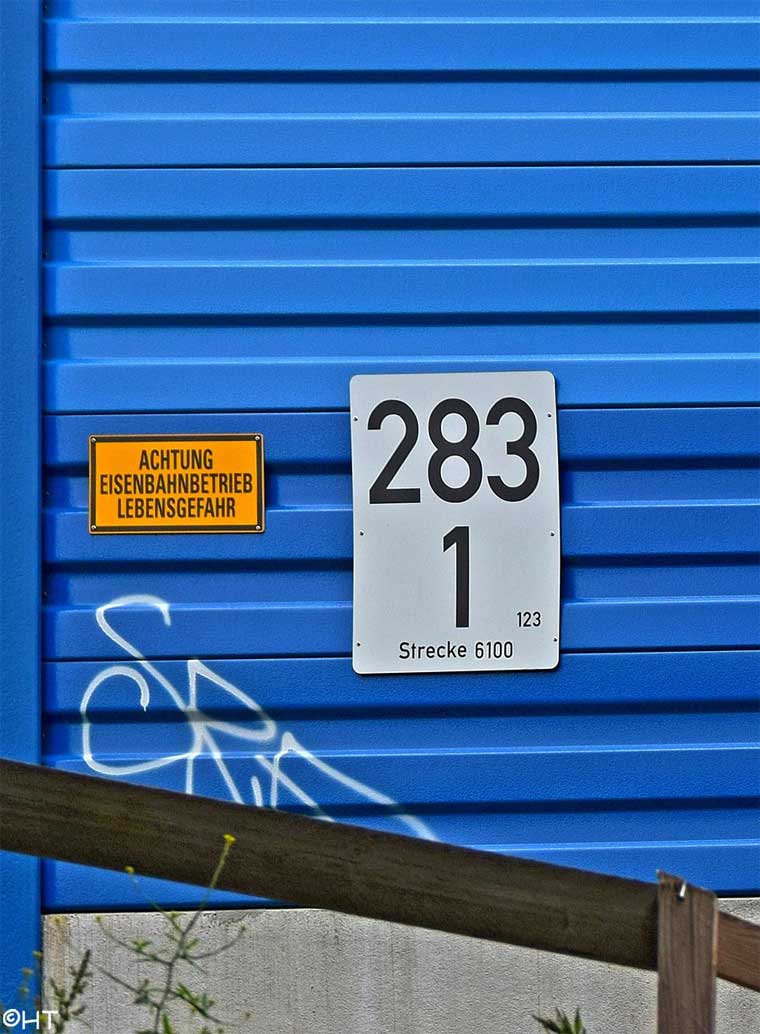 ACHTUNG
EISENBAHNBETRIEB
LEBENSGEFAHR
283
1
123
Strecke 6100
©HT